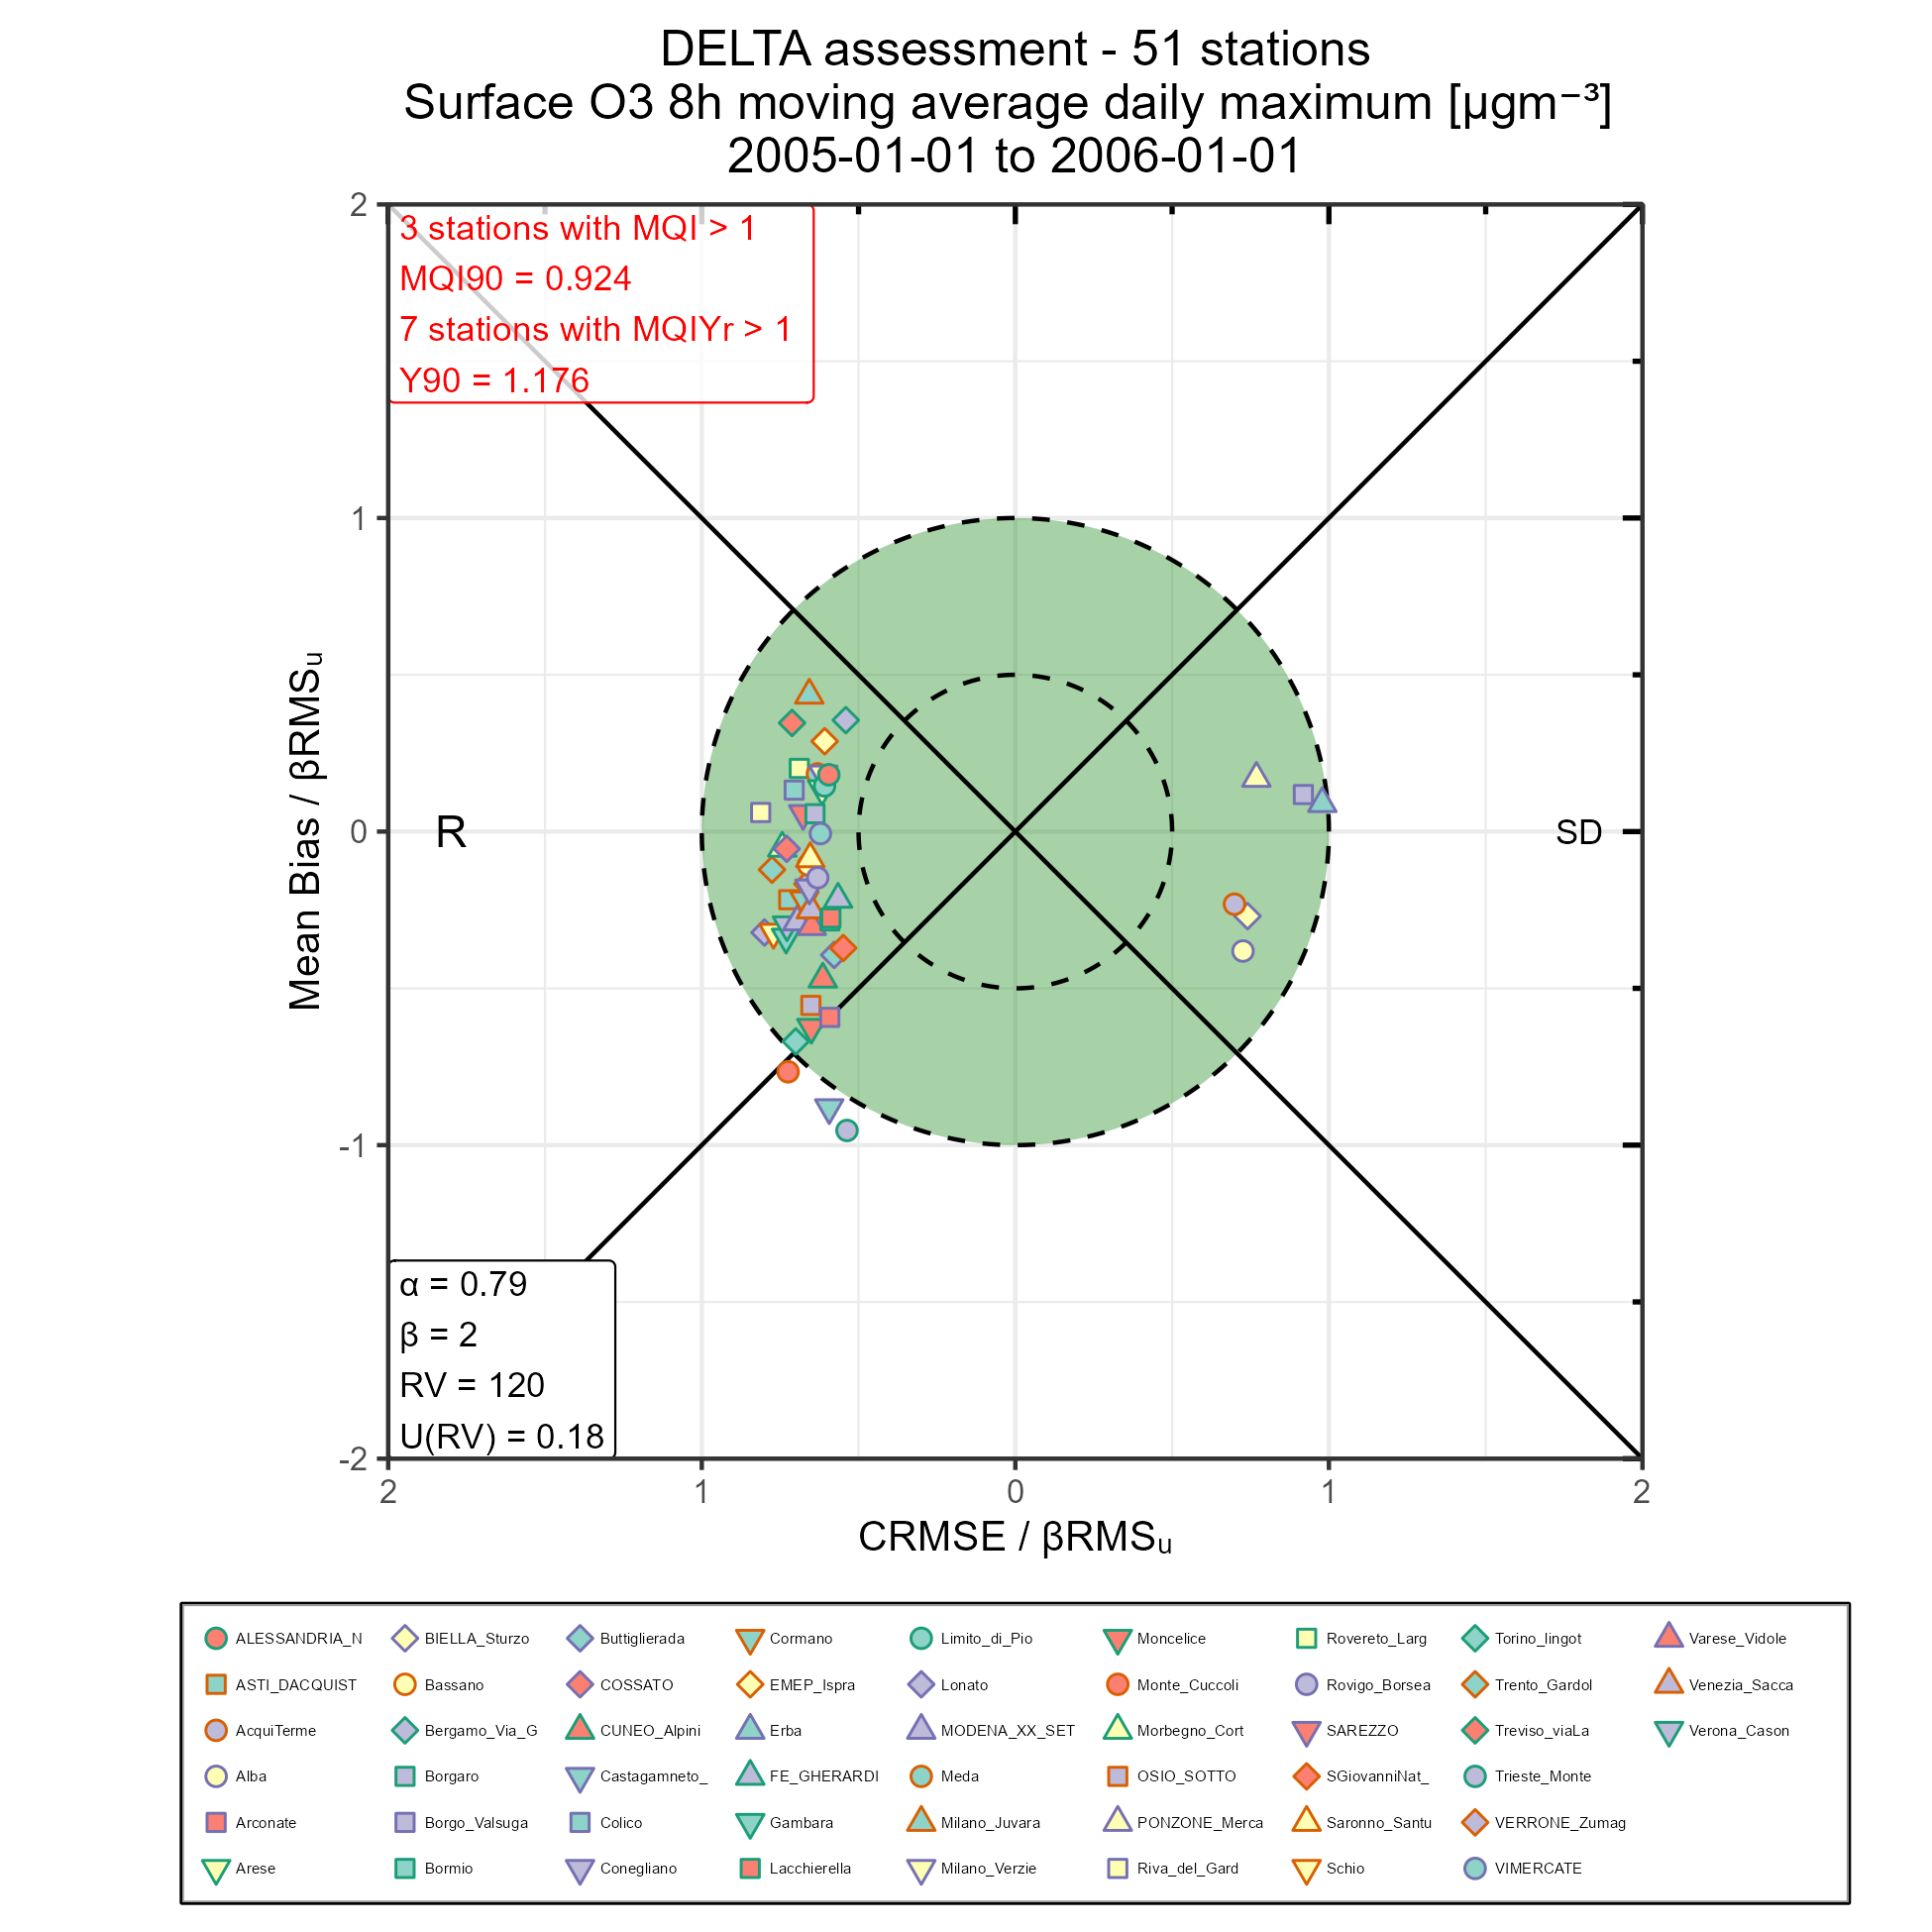 DELTA assessment - 51 stations
Surface O3 8h moving average daily maximum [µgm⁻³]
2005-01-01 to 2006-01-01
3 stations with MQI > 1
MQI90 = 0.924
7 stations with MQIYr > 1
Y90 = 1.176
2
1
0
-1
-2
Mean Bias / βRMSᵤ
R
SD
α = 0.79
β = 2
RV = 120
U(RV) = 0.18
2 1 0 1 2
CRMSE / βRMSᵤ
ALESSANDRIA_N BIELLA_Sturzo Buttiglierada Cormano Limito_di_Pio Moncelice Rovereto_Larg Torino_lingot Varese_Vidole
ASTI_DACQUIST Bassano COSSATO EMEP_Ispra Lonato Monte_Cuccoli Rovigo_Borsea Trento_Gardol Venezia_Sacca
AcquiTerme Bergamo_Via_G CUNEO_Alpini Erba MODENA_XX_SET Morbegno_Cort SAREZZO Treviso_viaLa Verona_Cason
Alba Borgaro Castagamneto_ FE_GHERARDI Meda OSIO_SOTTO SGiovanniNat_ Trieste_Monte
Arconate Borgo_Valsuga Colico Gambara Milano_Juvara PONZONE_Merca Saronno_Santu VERRONE_Zumag
Arese Bormio Conegliano Lacchierella Milano_Verzie Riva_del_Gard Schio VIMERCATE